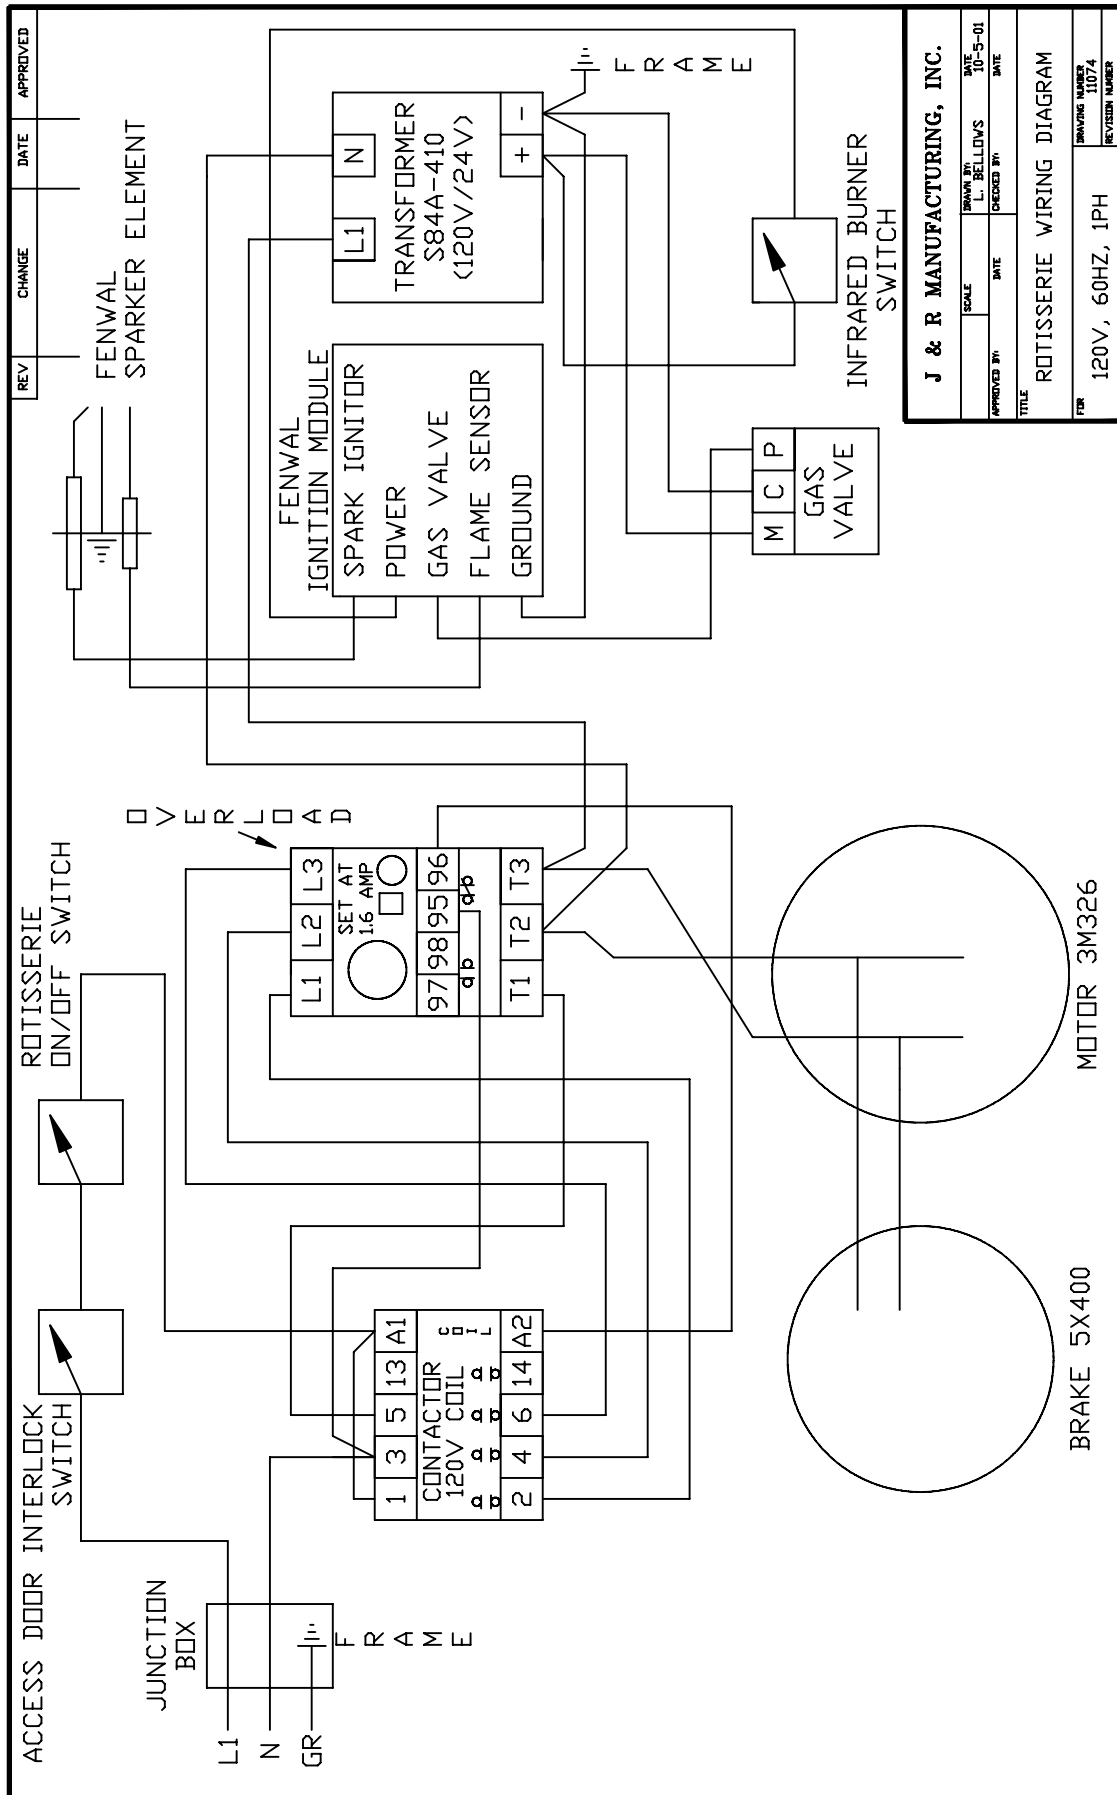 ACCESS DOOR INTERLOCK
SWITCH
ROTISSERIE
ON/OFF SWITCH
REV
CHANGE
DATE
APPROVED
FENWAL
SPARKER ELEMENT
JUNCTION
BOX
L1
N
GR
FRAME
1
3
5
13
A1
CONTACTOR
120V COIL
COIL
2
4
6
14
A2
OVERLOAD
L1
L2
L3
SET AT
1.6 AMP
97
98
95
96
T1
T2
T3
FENWAL
IGNITION MODULE
SPARK IGNITOR
POWER
GAS VALVE
FLAME SENSOR
GROUND
L1
N
TRANSFORMER
S84A-410
(120V/24V)
+
-
FRAME
M
C
P
GAS
VALVE
INFRARED BURNER
SWITCH
BRAKE 5X400
MOTOR 3M326
J & R MANUFACTURING, INC.
SCALE
DRAWN BY:
L. BELLOWS
DATE
10-5-01
APPROVED BY:
DATE
CHECKED BY:
DATE
TITLE
ROTISSERIE WIRING DIAGRAM
FOR
120V, 60HZ, 1PH
DRAWING NUMBER
11074
REVISION NUMBER